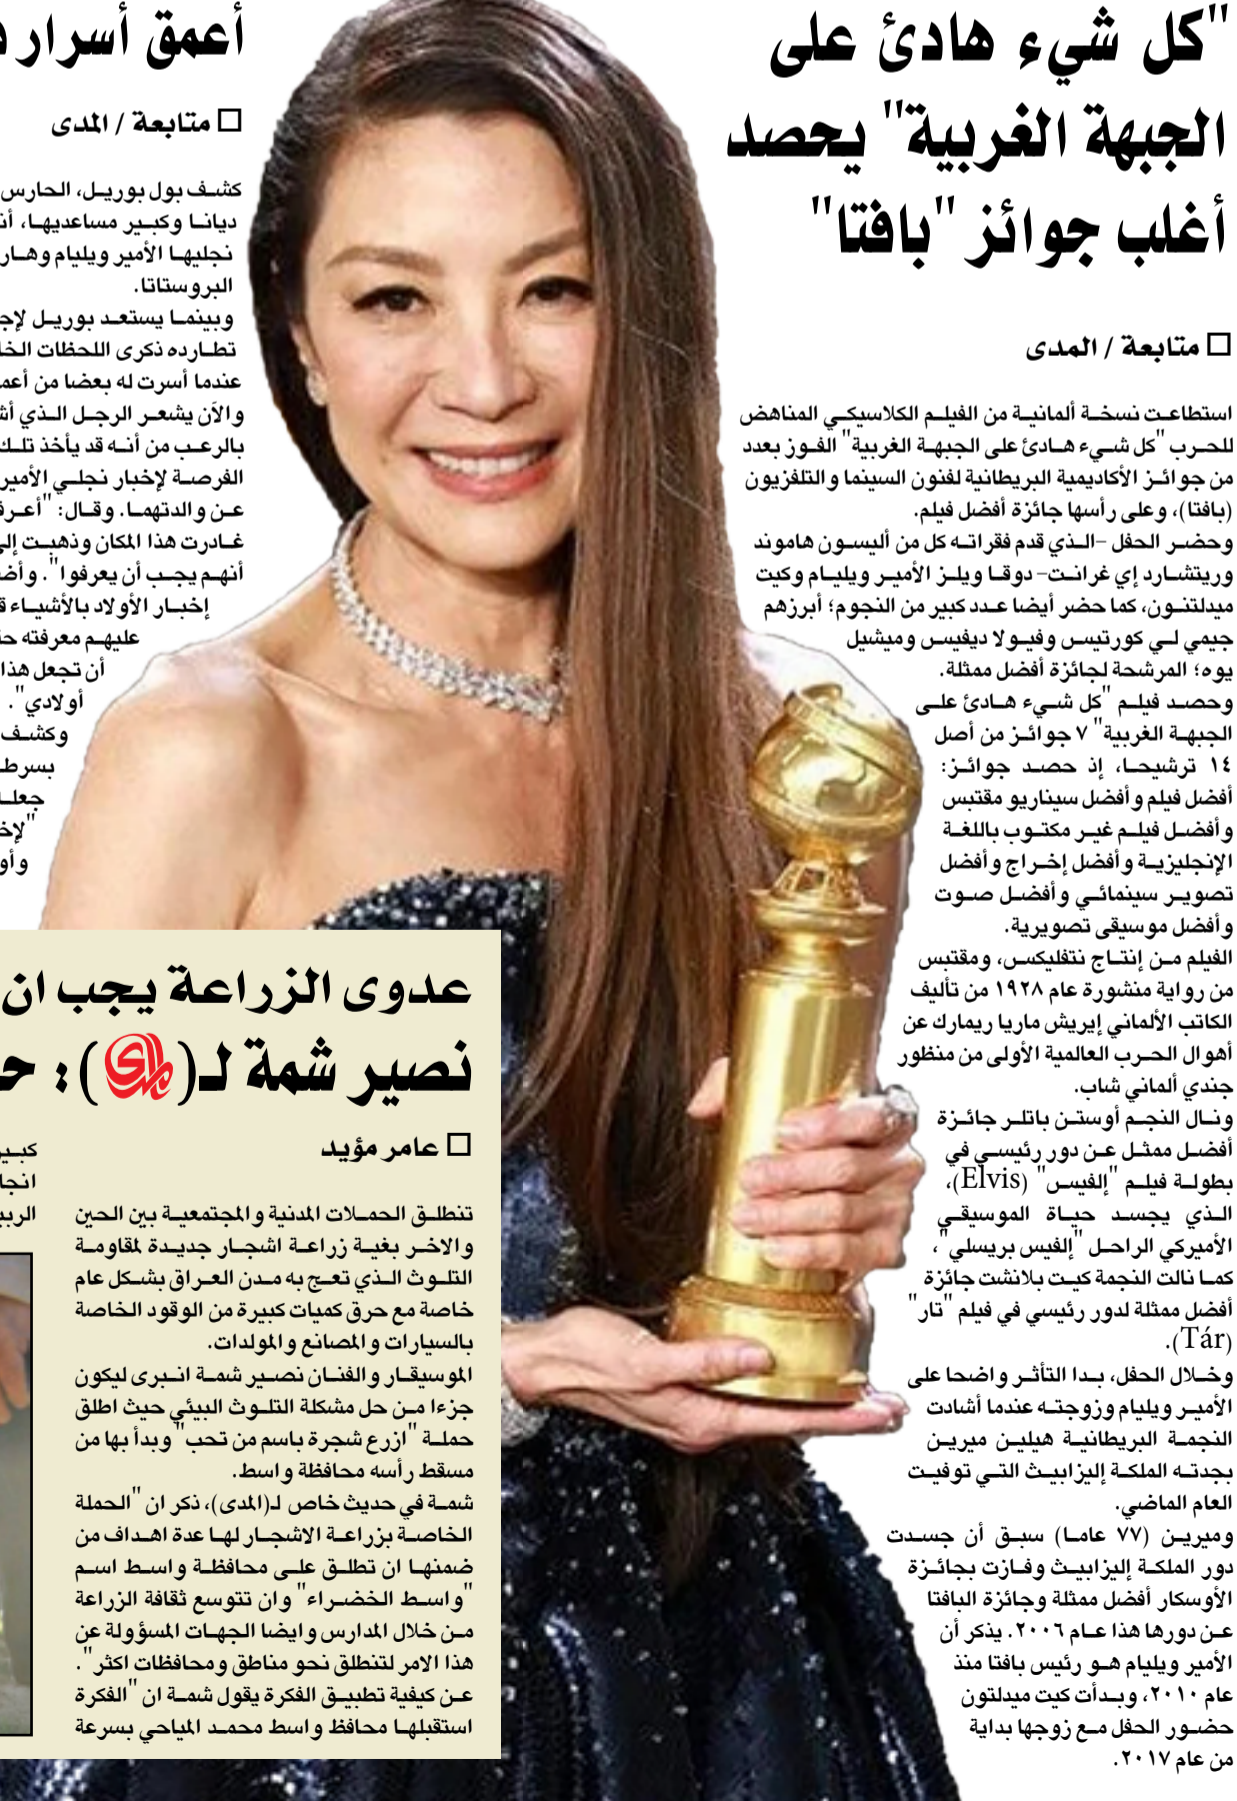 "كل شيء هادئ على
الجبهة الغربية" يحصد
أغلب جوائز "بافتا"
□ متابعة / المدى
استطاعت نسخة ألمانية من الفيلم الكلاسيكي المناهض
للحرب "كل شيء هادئ على الجبهة الغربية" الفوز بعدد
من جوائز الأكاديمية البريطانية لفنون السينما والتلفزيون
(بافتا)، وعلى رأسها جائزة أفضل فيلم.
وحضر الحفل -الذي قدم فقراته كل من أليسون هاموند
وريتشارد إي غرانت- دوقا ويلز الأمير ويليام وكيت
ميدلتنون، كما حضر أيضا عدد كبير من النجوم؛ أبرزهم
جيمي لي كورتيس وفيولا ديفيس وميشيل
يوه؛ المرشحة لجائزة أفضل ممثلة.
وحصد فيلم "كل شيء هادئ على
الجبهة الغربية" ٧ جوائز من أصل
١٤ ترشيحا، إذ حصد جوائز:
أفضل فيلم وأفضل سيناريو مقتبس
وأفضل فيلم غير مكتوب باللغة
الإنجليزية وأفضل إخراج وأفضل
تصوير سينمائي وأفضل صوت
وأفضل موسيقى تصويرية.
الفيلم من إنتاج نتفليكس، ومقتبس
من رواية منشورة عام ١٩٢٨ من تأليف
الكاتب الألماني إيريش ماريا ريمارك عن
أهوال الحرب العالمية الأولى من منظور
جندي ألماني شاب.
ونال النجم أوستن باتلر جائزة
أفضل ممثل عن دور رئيسي في
بطولة فيلم "إلفيس" (Elvis)،
الذي يجسد حياة الموسيقي
الأميركي الراحل "إلفيس بريسلي"،
كما نالت النجمة كيت بلانشت جائزة
أفضل ممثلة لدور رئيسي في فيلم "تار"
(Tár).
وخلال الحفل، بدا التأثر واضحا على
الأمير ويليام وزوجته عندما أشادت
النجمة البريطانية هيلين ميرين
بجدته الملكة إليزابيث التي توفيت
العام الماضي.
وميرين (٧٧ عاما) سبق أن جسدت
دور الملكة إليزابيث وفازت بجائزة
الأوسكار أفضل ممثلة وجائزة البافتا
عن دورها هذا عام ٢٠٠٦. يذكر أن
الأمير ويليام هو رئيس بافتا منذ
عام ٢٠١٠، وبدأت كيت ميدلتون
حضور الحفل مع زوجها بداية
من عام ٢٠١٧.
أعمق أسرار
□ متابعة / المدى
كشف بول بوريل، الحارس
ديانا وكبير مساعديها،
نجليها الأمير ويليام
البروستاتا.
وبينما يستعد بوريل
تطارده ذكرى اللحظات
عندما أسرت له بعضا من
والآن يشعر الرجل الذي
بالرعب من أنه قد يأخذ تلك
الفرصة لإخبار نجلي الأمير
عن والدتهما. وقال:
غادرت هذا المكان وذهبت
أنهم يجب أن يعرفوا".
إخبار الأولاد بالأشياء
عليهم معرفته
أن تجعل هذا
أولادي".
وكشف
عدوى الزراعة يجب ان
نصير شمة لـ(المدى):
□ عامر مؤيد
تنطلق الحملات المدنية والمجتمعية بين الحين
والاخر بغية زراعة اشجار جديدة لمقاومة
التلوث الذي تعج به مدن العراق بشكل عام
خاصة مع حرق كميات كبيرة من الوقود الخاصة
بالسيارات والمصانع والمولدات.
الموسيقار والفنان نصير شمة انبرى ليكون
جزءا من حل مشكلة التلوث البيئي حيث اطلق
حملة "ازرع شجرة باسم من تحب" وبدأ بها من
مسقط رأسه محافظة واسط.
شمة في حديث خاص لـ(المدى)، ذكر ان "الحملة
الخاصة بزراعة الاشجار لها عدة اهداف من
ضمنها ان تطلق على محافظة واسط اسم
"واسط الخضراء" وان تتوسع ثقافة الزراعة
من خلال المدارس وايضا الجهات المسؤولة عن
هذا الامر لتنطلق نحو مناطق ومحافظات اكثر".
عن كيفية تطبيق الفكرة يقول شمة ان "الفكرة
استقبلها محافظ واسط محمد المياحي بسرعة